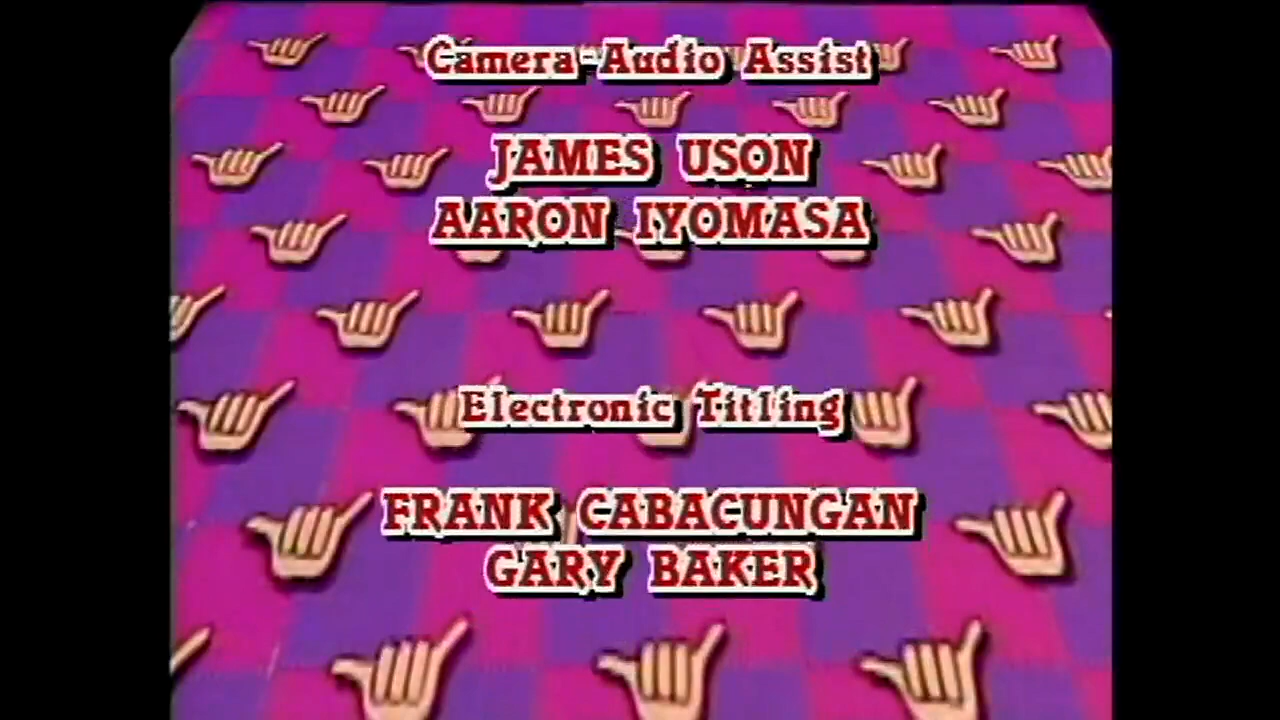 Camera-Audio Assist
JAMES USON
AARON IYOMASA
Electronic Titling
FRANK CABACUNGAN
GARY BAKER